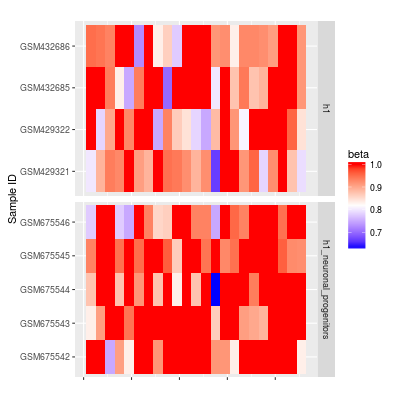 GSM432686
GSM432685
GSM429322
GSM429321
h1
GSM675546
GSM675545
GSM675544
GSM675543
GSM675542
h1_neuronal_progenitors
Sample ID
beta
1.0
0.9
0.8
0.7